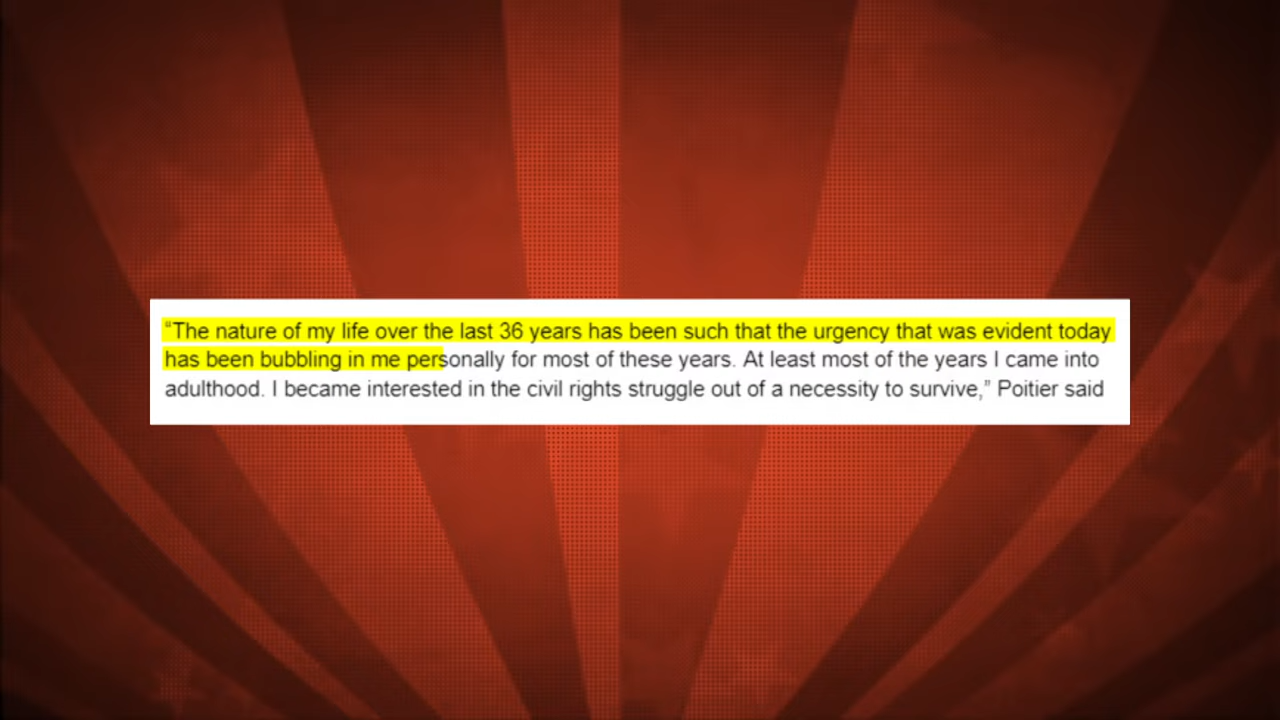 “The nature of my life over the last 36 years has been such that the urgency that was evident today
has been bubbling in me personally for most of these years. At least most of the years I came into
adulthood. I became interested in the civil rights struggle out of a necessity to survive,” Poitier said